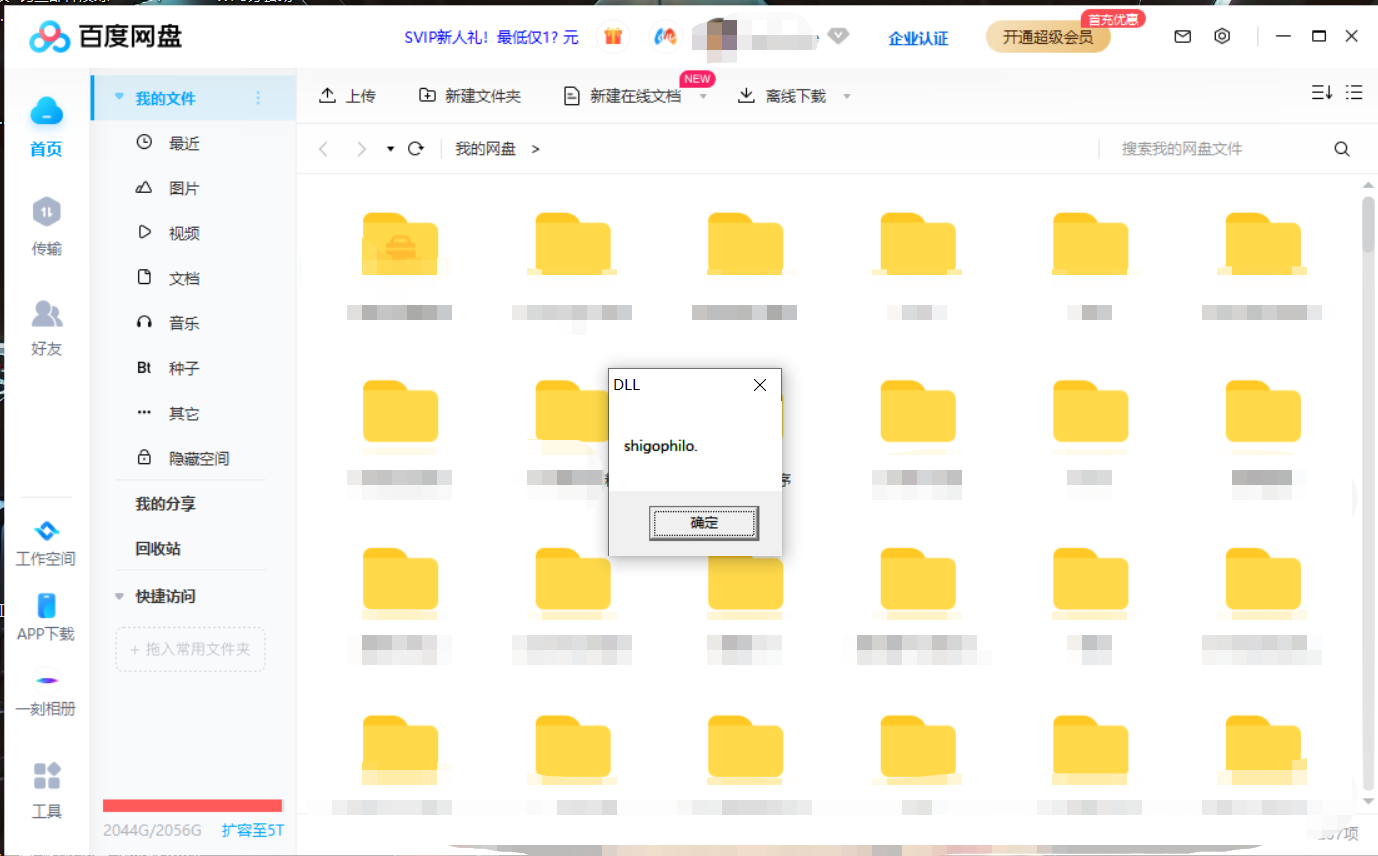 百度网盘
SVIP新人礼！最低仅1？元
企业认证
开通超级会员
首充优惠
首页
传输
好友
工作空间
APP下载
一刻相册
工具
我的文件
最近
图片
视频
文档
音乐
Bt 种子
其它
隐藏空间
我的分享
回收站
快捷访问
+ 拖入常用文件夹
2044G/2056G 扩容至5T
上传
新建文件夹
新建在线文档
NEW
离线下载
我的网盘 >
搜索我的网盘文件
DLL
shigophilo.
确定
序
项